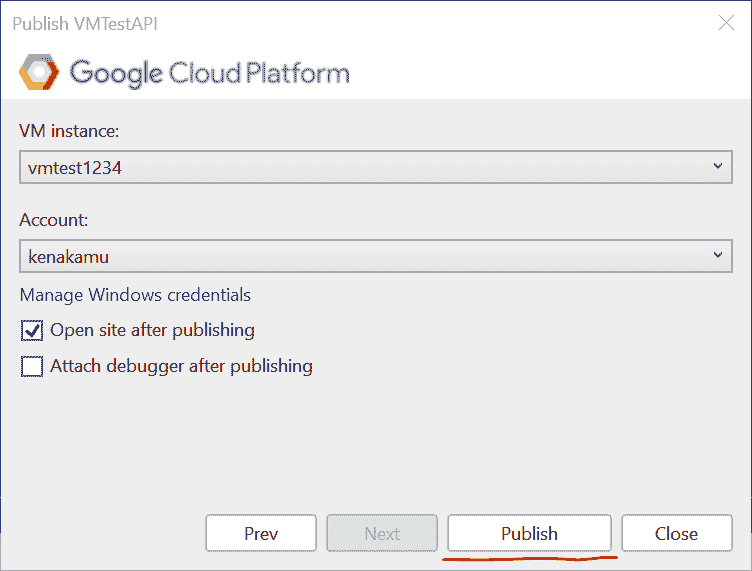 Publish VMTestAPI
Google Cloud Platform
VM instance:
vmtest1234
Account:
kenakamu
Manage Windows credentials
Open site after publishing
Attach debugger after publishing
Prev Next Publish Close